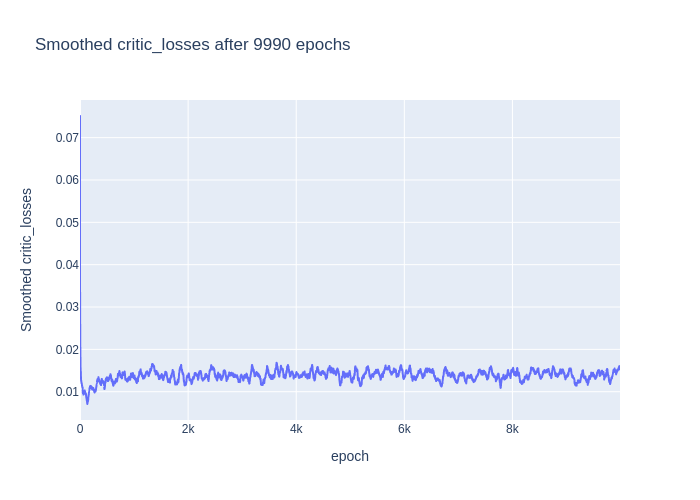 Smoothed critic_losses after 9990 epochs
Smoothed critic_losses
0.07
0.06
0.05
0.04
0.03
0.02
0.01
0
2k
4k
6k
8k
epoch